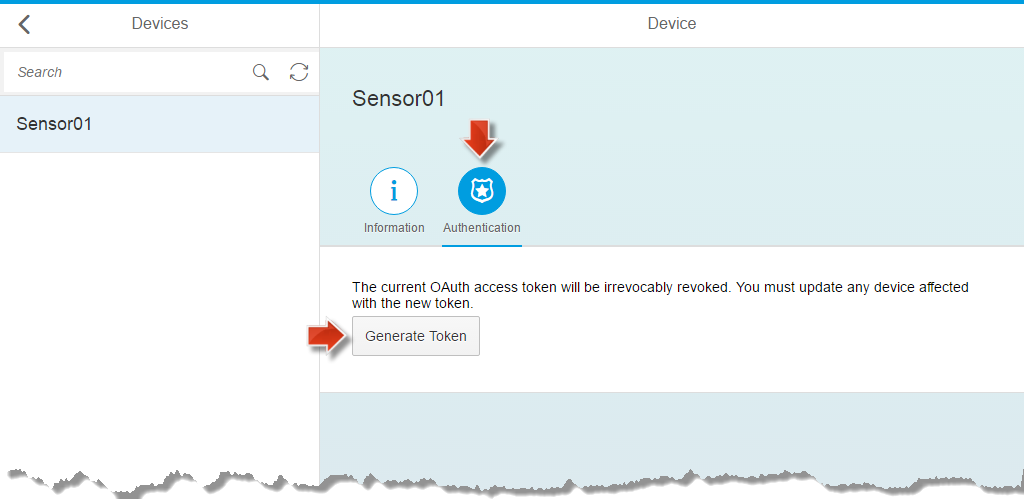 Devices
Device
Search
Sensor01
Sensor01
Information
Authentication
The current OAuth access token will be irrevocably revoked. You must update any device affected
with the new token.
Generate Token